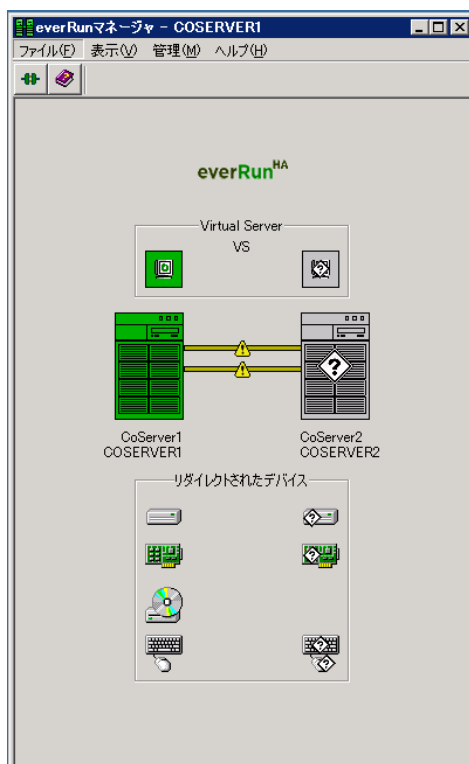 everRunマネージャ - COSERVER1
ファイル(F) 表示(V) 管理(M) ヘルプ(H)
everRunHA
Virtual Server
VS
CoServer1
COSERVER1
CoServer2
COSERVER2
リダイレクトされたデバイス